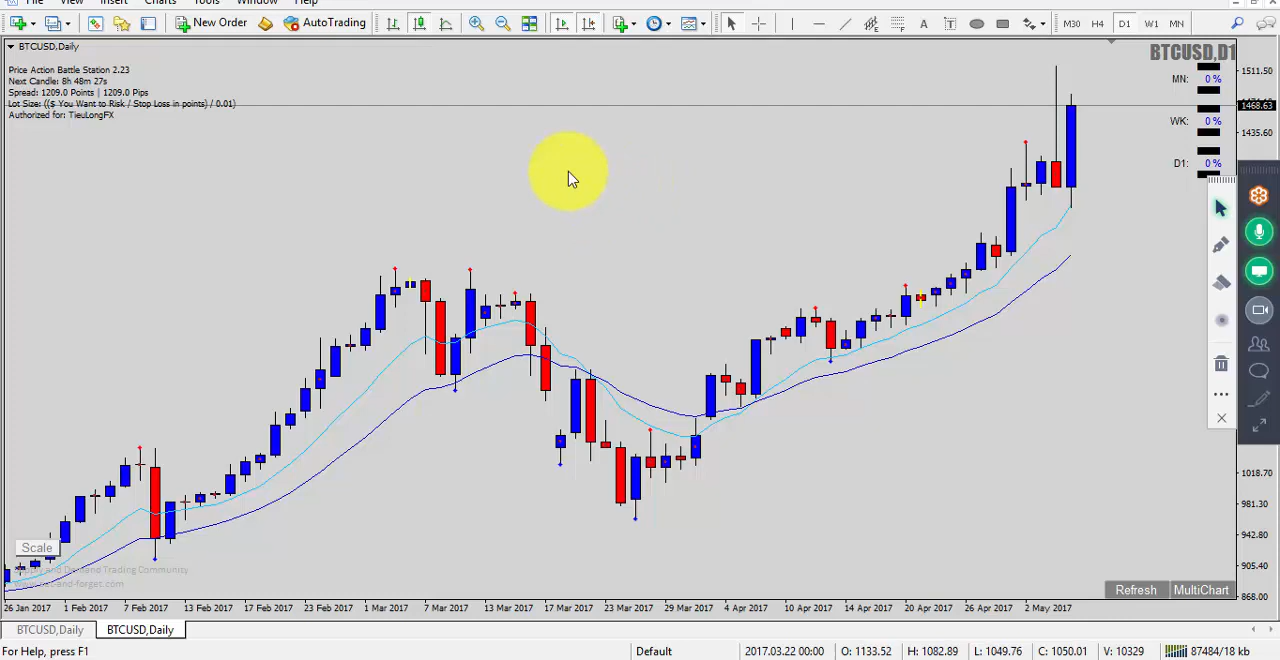 File View Insert Charts Tools Window Help
New Order AutoTrading M30 H4 D1 W1 MN
BTCUSD,Daily
BTCUSD,D1
Price Action Battle Station 2.23
Next Candle: 8h 48m 27s
Spread: 1209.0 Points | 1209.0 Pips
Lot Size: (($ You Want to Risk / Stop Loss in points) / 0.01)
Authorized for: TieuLongFX
MN: 0 %
WK: 0 %
D1: 0 %
1511.50
1468.63
1435.60
1018.70
981.30
942.80
905.40
868.00
Scale
and Demand Trading Community
Refresh MultiChart
26 Jan 2017 1 Feb 2017 7 Feb 2017 13 Feb 2017 17 Feb 2017 23 Feb 2017 1 Mar 2017 7 Mar 2017 13 Mar 2017 17 Mar 2017 23 Mar 2017 29 Mar 2017 4 Apr 2017 10 Apr 2017 14 Apr 2017 20 Apr 2017 26 Apr 2017 2 May 2017
BTCUSD,Daily BTCUSD,Daily
For Help, press F1 Default 2017.03.22 00:00 O: 1133.52 H: 1082.89 L: 1049.76 C: 1050.01 V: 10329 87484/18 kb